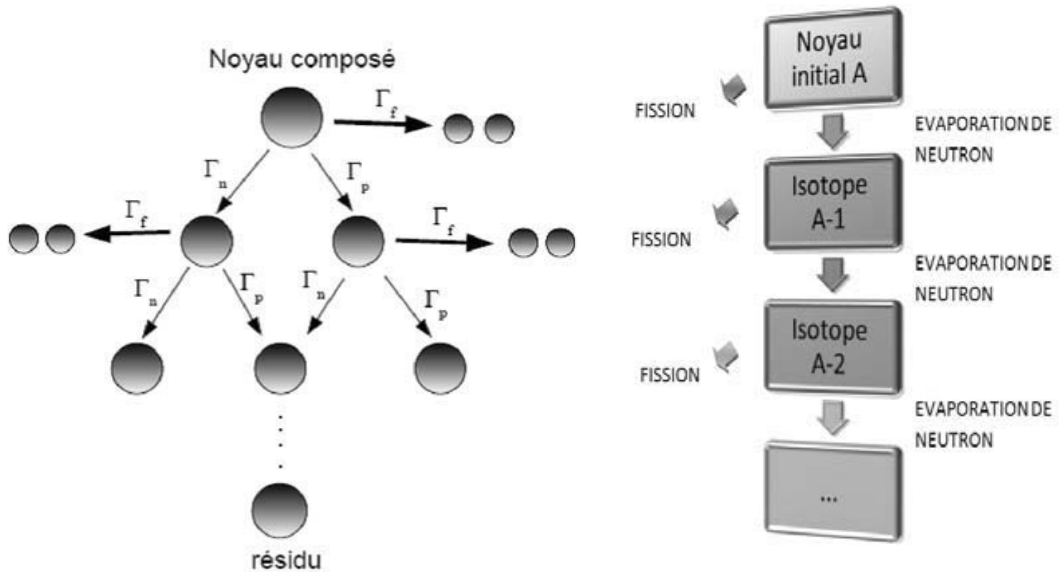 Noyau composé
Γf
Γn
Γp
Γf
Γf
Γn
Γp
Γn
Γp
résidu
Noyau
initial A
FISSION
EVAPORATION DE
NEUTRON
Isotope
A-1
FISSION
EVAPORATION DE
NEUTRON
Isotope
A-2
FISSION
EVAPORATION DE
NEUTRON
...